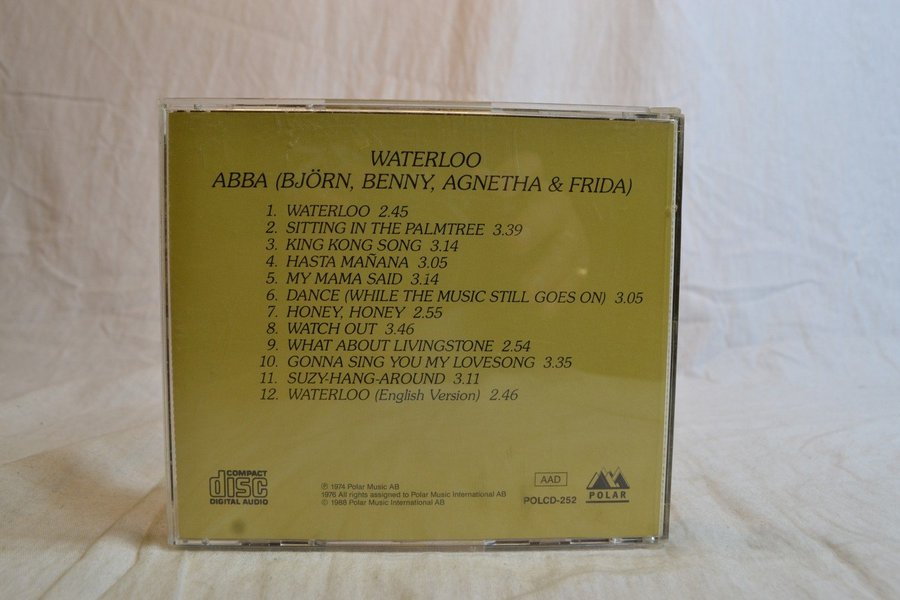 WATERLOO
ABBA (BJÖRN, BENNY, AGNETHA & FRIDA)
1. WATERLOO 2.45
2. SITTING IN THE PALMTREE 3.39
3. KING KONG SONG 3.14
4. HASTA MAÑANA 3.05
5. MY MAMA SAID 3.14
6. DANCE (WHILE THE MUSIC STILL GOES ON) 3.05
7. HONEY, HONEY 2.55
8. WATCH OUT 3.46
9. WHAT ABOUT LIVINGSTONE 2.54
10. GONNA SING YOU MY LOVESONG 3.35
11. SUZY-HANG-AROUND 3.11
12. WATERLOO (English Version) 2.46
COMPACT
disc
DIGITAL AUDIO
℗ 1974 Polar Music AB
1976 All rights assigned to Polar Music International AB
© 1988 Polar Music International AB
AAD
POLCD-252
POLAR